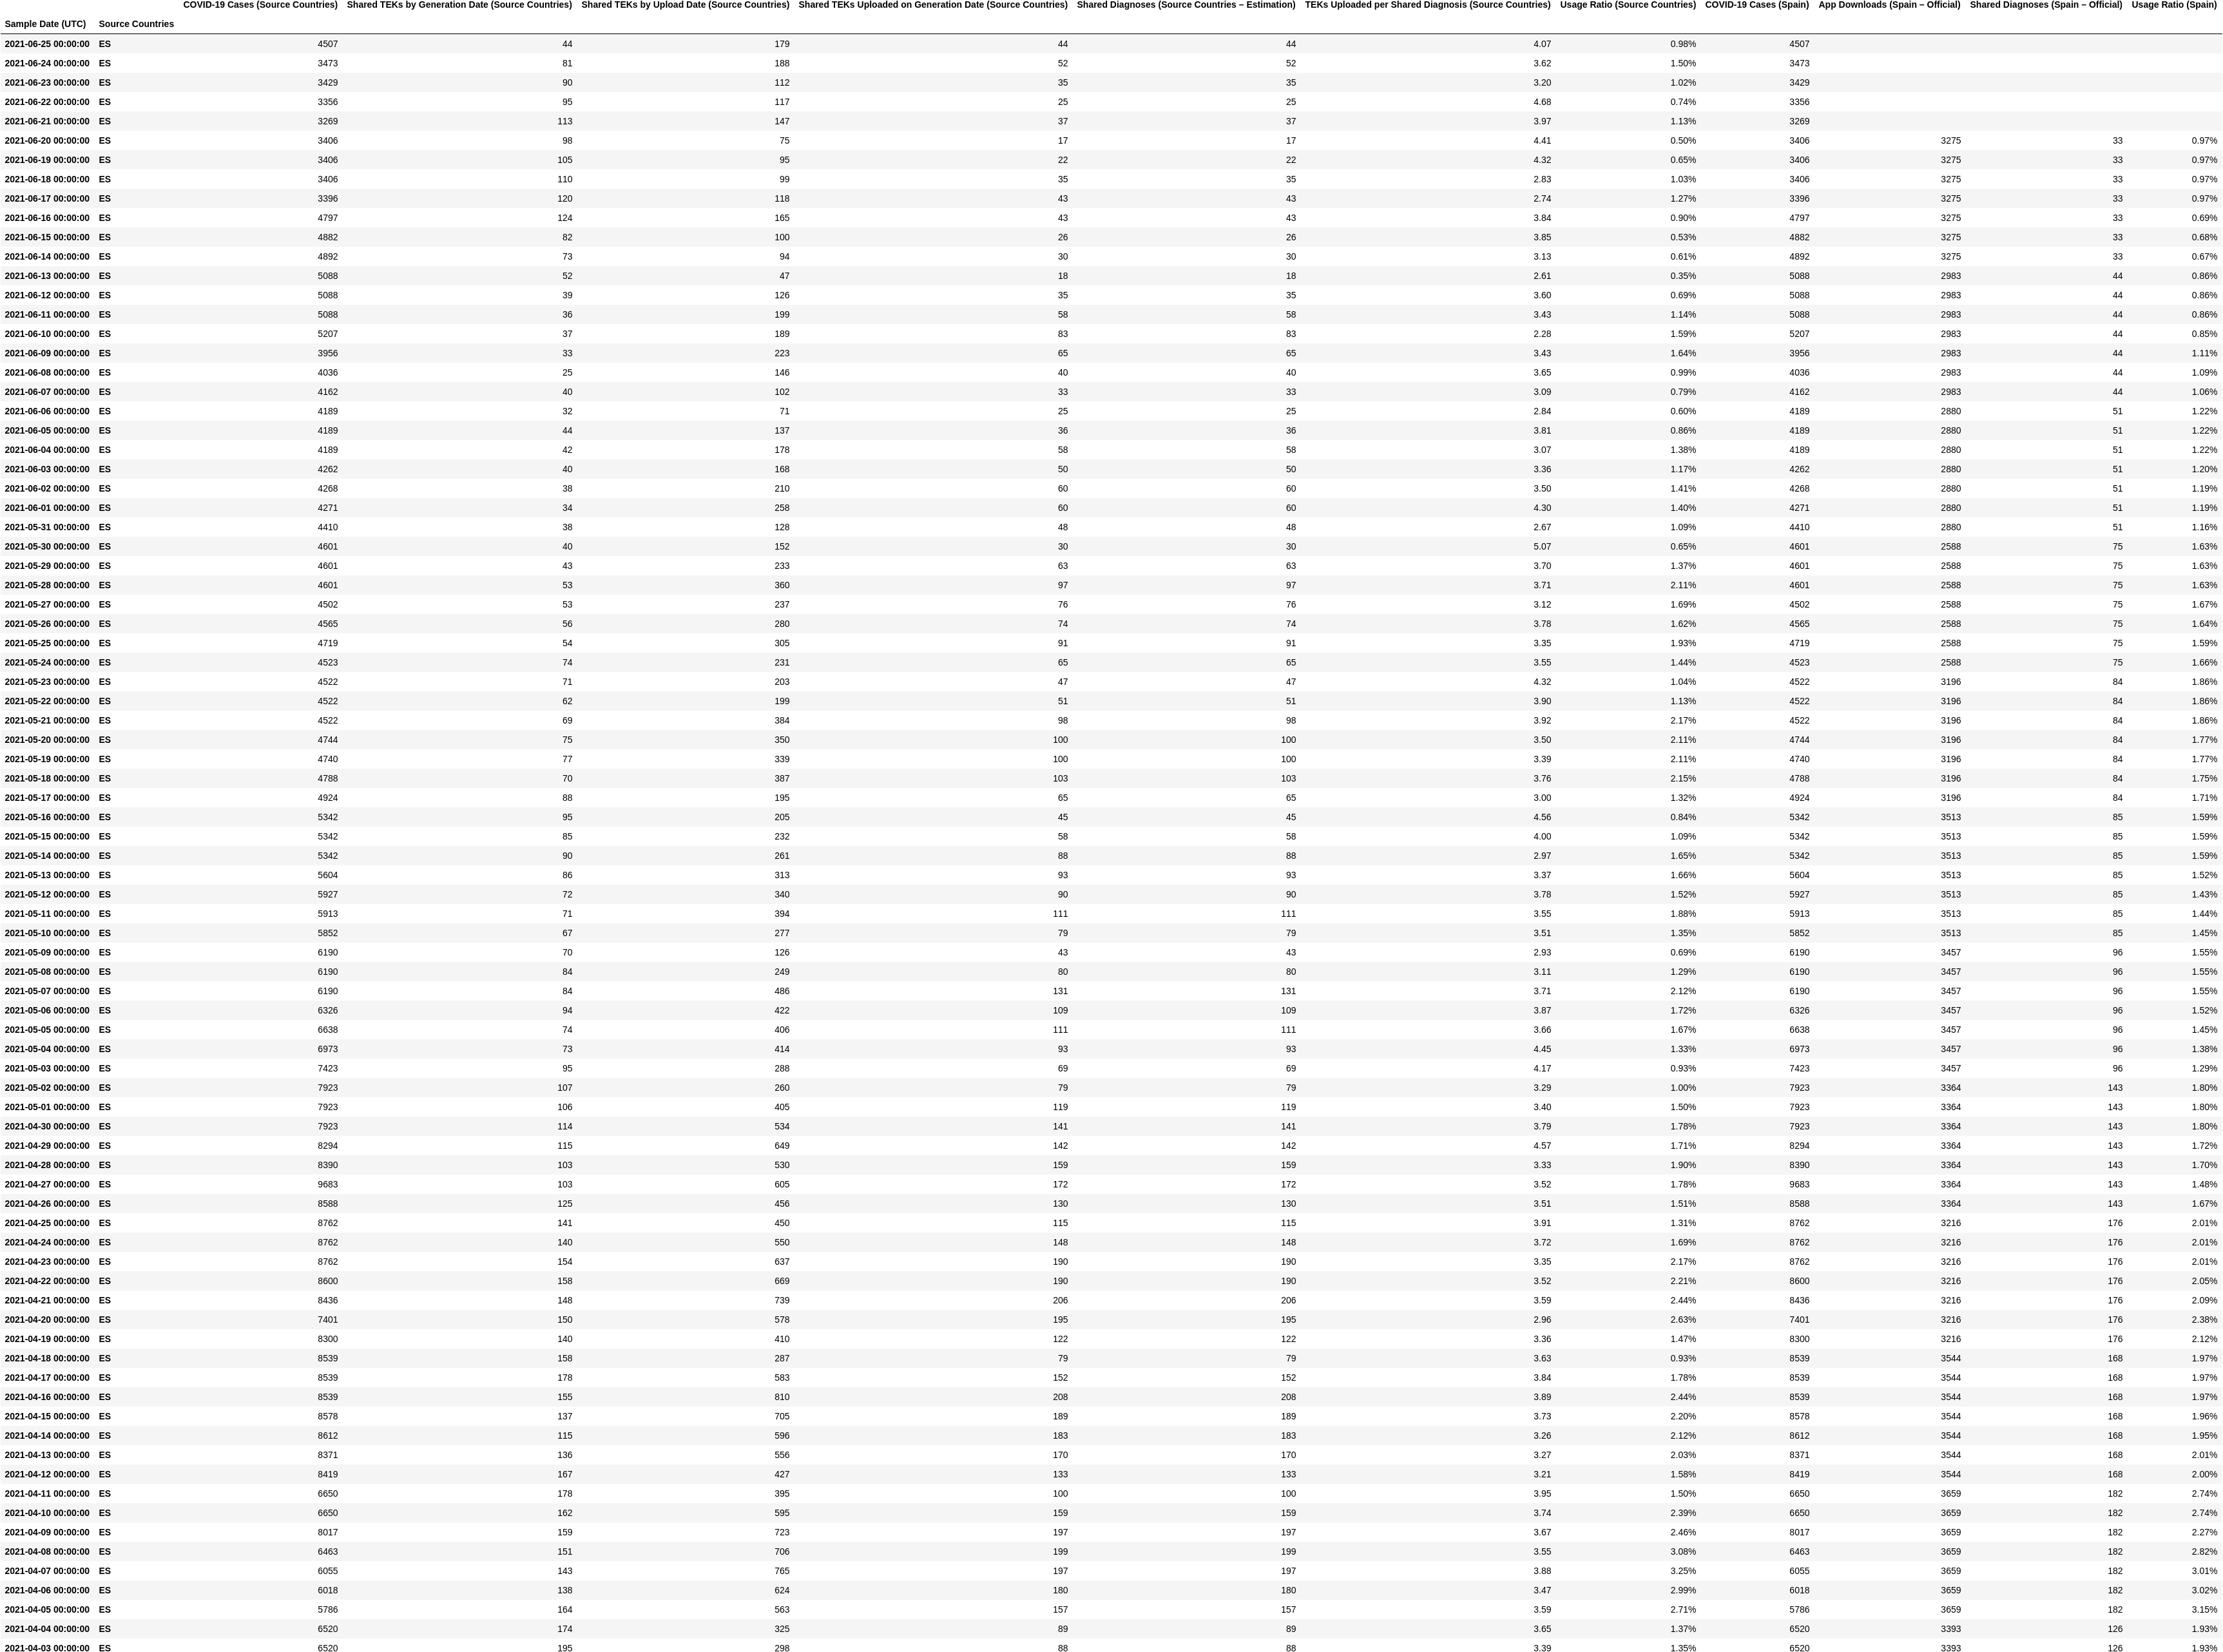 COVID-19 Cases (Source Countries) Shared TEKs by Generation Date (Source Countries) Shared TEKs by Upload Date (Source Countries) Shared TEKs Uploaded on Generation Date (Source Countries) Shared Diagnoses (Source Countries – Estimation) TEKs Uploaded per Shared Diagnosis (Source Countries) Usage Ratio (Source Countries) COVID-19 Cases (Spain) App Downloads (Spain – Official) Shared Diagnoses (Spain – Official) Usage Ratio (Spain)
Sample Date (UTC) Source Countries
2021-06-25 00:00:00 ES 4507 44 179 44 44 4.07 0.98% 4507
2021-06-24 00:00:00 ES 3473 81 188 52 52 3.62 1.50% 3473
2021-06-23 00:00:00 ES 3429 90 112 35 35 3.20 1.02% 3429
2021-06-22 00:00:00 ES 3356 95 117 25 25 4.68 0.74% 3356
2021-06-21 00:00:00 ES 3269 113 147 37 37 3.97 1.13% 3269
2021-06-20 00:00:00 ES 3406 98 75 17 17 4.41 0.50% 3406 3275 33 0.97%
2021-06-19 00:00:00 ES 3406 105 95 22 22 4.32 0.65% 3406 3275 33 0.97%
2021-06-18 00:00:00 ES 3406 110 99 35 35 2.83 1.03% 3406 3275 33 0.97%
2021-06-17 00:00:00 ES 3396 120 118 43 43 2.74 1.27% 3396 3275 33 0.97%
2021-06-16 00:00:00 ES 4797 124 165 43 43 3.84 0.90% 4797 3275 33 0.69%
2021-06-15 00:00:00 ES 4882 82 100 26 26 3.85 0.53% 4882 3275 33 0.68%
2021-06-14 00:00:00 ES 4892 73 94 30 30 3.13 0.61% 4892 3275 33 0.67%
2021-06-13 00:00:00 ES 5088 52 47 18 18 2.61 0.35% 5088 2983 44 0.86%
2021-06-12 00:00:00 ES 5088 39 126 35 35 3.60 0.69% 5088 2983 44 0.86%
2021-06-11 00:00:00 ES 5088 36 199 58 58 3.43 1.14% 5088 2983 44 0.86%
2021-06-10 00:00:00 ES 5207 37 189 83 83 2.28 1.59% 5207 2983 44 0.85%
2021-06-09 00:00:00 ES 3956 33 223 65 65 3.43 1.64% 3956 2983 44 1.11%
2021-06-08 00:00:00 ES 4036 25 146 40 40 3.65 0.99% 4036 2983 44 1.09%
2021-06-07 00:00:00 ES 4162 40 102 33 33 3.09 0.79% 4162 2983 44 1.06%
2021-06-06 00:00:00 ES 4189 32 71 25 25 2.84 0.60% 4189 2880 51 1.22%
2021-06-05 00:00:00 ES 4189 44 137 36 36 3.81 0.86% 4189 2880 51 1.22%
2021-06-04 00:00:00 ES 4189 42 178 58 58 3.07 1.38% 4189 2880 51 1.22%
2021-06-03 00:00:00 ES 4262 40 168 50 50 3.36 1.17% 4262 2880 51 1.20%
2021-06-02 00:00:00 ES 4268 38 210 60 60 3.50 1.41% 4268 2880 51 1.19%
2021-06-01 00:00:00 ES 4271 34 258 60 60 4.30 1.40% 4271 2880 51 1.19%
2021-05-31 00:00:00 ES 4410 38 128 48 48 2.67 1.09% 4410 2880 51 1.16%
2021-05-30 00:00:00 ES 4601 40 152 30 30 5.07 0.65% 4601 2588 75 1.63%
2021-05-29 00:00:00 ES 4601 43 233 63 63 3.70 1.37% 4601 2588 75 1.63%
2021-05-28 00:00:00 ES 4601 53 360 97 97 3.71 2.11% 4601 2588 75 1.63%
2021-05-27 00:00:00 ES 4502 53 237 76 76 3.12 1.69% 4502 2588 75 1.67%
2021-05-26 00:00:00 ES 4565 56 280 74 74 3.78 1.62% 4565 2588 75 1.64%
2021-05-25 00:00:00 ES 4719 54 305 91 91 3.35 1.93% 4719 2588 75 1.59%
2021-05-24 00:00:00 ES 4523 74 231 65 65 3.55 1.44% 4523 2588 75 1.66%
2021-05-23 00:00:00 ES 4522 71 203 47 47 4.32 1.04% 4522 3196 84 1.86%
2021-05-22 00:00:00 ES 4522 62 199 51 51 3.90 1.13% 4522 3196 84 1.86%
2021-05-21 00:00:00 ES 4522 69 384 98 98 3.92 2.17% 4522 3196 84 1.86%
2021-05-20 00:00:00 ES 4744 75 350 100 100 3.50 2.11% 4744 3196 84 1.77%
2021-05-19 00:00:00 ES 4740 77 339 100 100 3.39 2.11% 4740 3196 84 1.77%
2021-05-18 00:00:00 ES 4788 70 387 103 103 3.76 2.15% 4788 3196 84 1.75%
2021-05-17 00:00:00 ES 4924 88 195 65 65 3.00 1.32% 4924 3196 84 1.71%
2021-05-16 00:00:00 ES 5342 95 205 45 45 4.56 0.84% 5342 3513 85 1.59%
2021-05-15 00:00:00 ES 5342 85 232 58 58 4.00 1.09% 5342 3513 85 1.59%
2021-05-14 00:00:00 ES 5342 90 261 88 88 2.97 1.65% 5342 3513 85 1.59%
2021-05-13 00:00:00 ES 5604 86 313 93 93 3.37 1.66% 5604 3513 85 1.52%
2021-05-12 00:00:00 ES 5927 72 340 90 90 3.78 1.52% 5927 3513 85 1.43%
2021-05-11 00:00:00 ES 5913 71 394 111 111 3.55 1.88% 5913 3513 85 1.44%
2021-05-10 00:00:00 ES 5852 67 277 79 79 3.51 1.35% 5852 3513 85 1.45%
2021-05-09 00:00:00 ES 6190 70 126 43 43 2.93 0.69% 6190 3457 96 1.55%
2021-05-08 00:00:00 ES 6190 84 249 80 80 3.11 1.29% 6190 3457 96 1.55%
2021-05-07 00:00:00 ES 6190 84 486 131 131 3.71 2.12% 6190 3457 96 1.55%
2021-05-06 00:00:00 ES 6326 94 422 109 109 3.87 1.72% 6326 3457 96 1.52%
2021-05-05 00:00:00 ES 6638 74 406 111 111 3.66 1.67% 6638 3457 96 1.45%
2021-05-04 00:00:00 ES 6973 73 414 93 93 4.45 1.33% 6973 3457 96 1.38%
2021-05-03 00:00:00 ES 7423 95 288 69 69 4.17 0.93% 7423 3457 96 1.29%
2021-05-02 00:00:00 ES 7923 107 260 79 79 3.29 1.00% 7923 3364 143 1.80%
2021-05-01 00:00:00 ES 7923 106 405 119 119 3.40 1.50% 7923 3364 143 1.80%
2021-04-30 00:00:00 ES 7923 114 534 141 141 3.79 1.78% 7923 3364 143 1.80%
2021-04-29 00:00:00 ES 8294 115 649 142 142 4.57 1.71% 8294 3364 143 1.72%
2021-04-28 00:00:00 ES 8390 103 530 159 159 3.33 1.90% 8390 3364 143 1.70%
2021-04-27 00:00:00 ES 9683 103 605 172 172 3.52 1.78% 9683 3364 143 1.48%
2021-04-26 00:00:00 ES 8588 125 456 130 130 3.51 1.51% 8588 3364 143 1.67%
2021-04-25 00:00:00 ES 8762 141 450 115 115 3.91 1.31% 8762 3216 176 2.01%
2021-04-24 00:00:00 ES 8762 140 550 148 148 3.72 1.69% 8762 3216 176 2.01%
2021-04-23 00:00:00 ES 8762 154 637 190 190 3.35 2.17% 8762 3216 176 2.01%
2021-04-22 00:00:00 ES 8600 158 669 190 190 3.52 2.21% 8600 3216 176 2.05%
2021-04-21 00:00:00 ES 8436 148 739 206 206 3.59 2.44% 8436 3216 176 2.09%
2021-04-20 00:00:00 ES 7401 150 578 195 195 2.96 2.63% 7401 3216 176 2.38%
2021-04-19 00:00:00 ES 8300 140 410 122 122 3.36 1.47% 8300 3216 176 2.12%
2021-04-18 00:00:00 ES 8539 158 287 79 79 3.63 0.93% 8539 3544 168 1.97%
2021-04-17 00:00:00 ES 8539 178 583 152 152 3.84 1.78% 8539 3544 168 1.97%
2021-04-16 00:00:00 ES 8539 155 810 208 208 3.89 2.44% 8539 3544 168 1.97%
2021-04-15 00:00:00 ES 8578 137 705 189 189 3.73 2.20% 8578 3544 168 1.96%
2021-04-14 00:00:00 ES 8612 115 596 183 183 3.26 2.12% 8612 3544 168 1.95%
2021-04-13 00:00:00 ES 8371 136 556 170 170 3.27 2.03% 8371 3544 168 2.01%
2021-04-12 00:00:00 ES 8419 167 427 133 133 3.21 1.58% 8419 3544 168 2.00%
2021-04-11 00:00:00 ES 6650 178 395 100 100 3.95 1.50% 6650 3659 182 2.74%
2021-04-10 00:00:00 ES 6650 162 595 159 159 3.74 2.39% 6650 3659 182 2.74%
2021-04-09 00:00:00 ES 8017 159 723 197 197 3.67 2.46% 8017 3659 182 2.27%
2021-04-08 00:00:00 ES 6463 151 706 199 199 3.55 3.08% 6463 3659 182 2.82%
2021-04-07 00:00:00 ES 6055 143 765 197 197 3.88 3.25% 6055 3659 182 3.01%
2021-04-06 00:00:00 ES 6018 138 624 180 180 3.47 2.99% 6018 3659 182 3.02%
2021-04-05 00:00:00 ES 5786 164 563 157 157 3.59 2.71% 5786 3659 182 3.15%
2021-04-04 00:00:00 ES 6520 174 325 89 89 3.65 1.37% 6520 3393 126 1.93%
2021-04-03 00:00:00 ES 6520 195 298 88 88 3.39 1.35% 6520 3393 126 1.93%